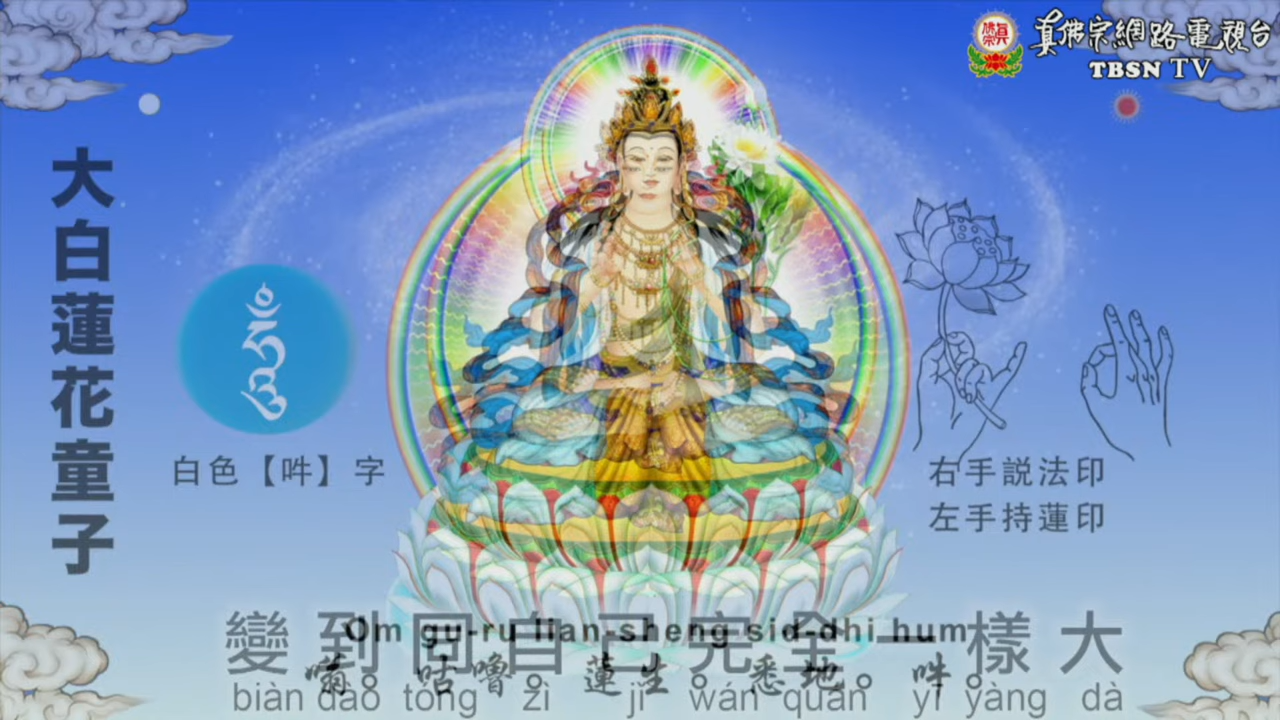 真佛宗網路電視台
TBSN TV
大白蓮花童子
白色【吽】字
右手説法印
左手持蓮印
變到同自己完全一樣大
Om gu-ru lian-sheng sid-dhi hum
嗡。咕嚕。蓮生。悉地。吽。
biàn dào tóng zì jǐ wán quán yí yàng dà